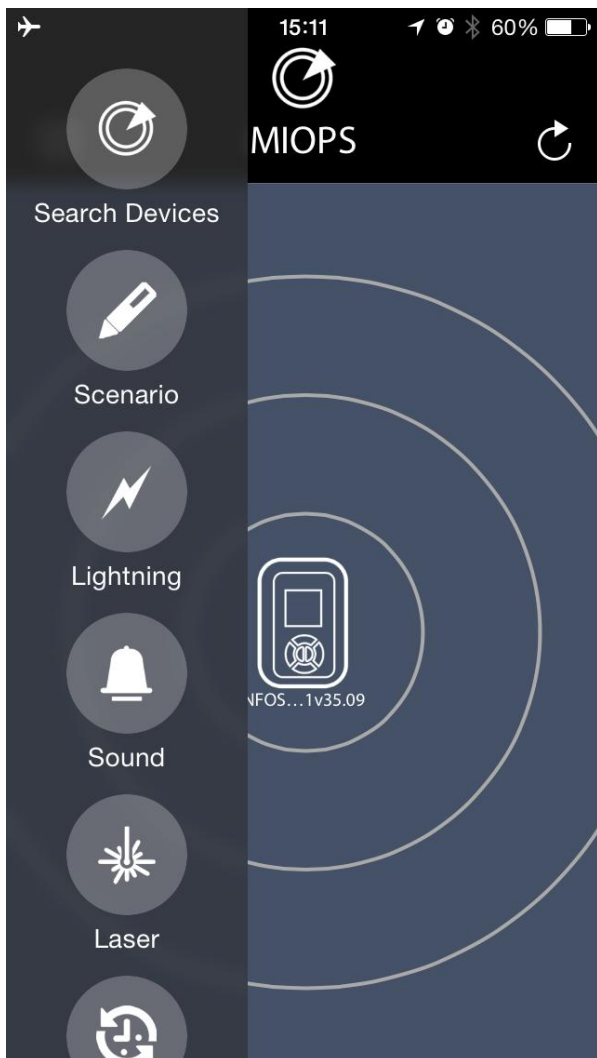 15:11
60%
MIOPS
Search Devices
Scenario
Lightning
NFOS...1v35.09
Sound
Laser